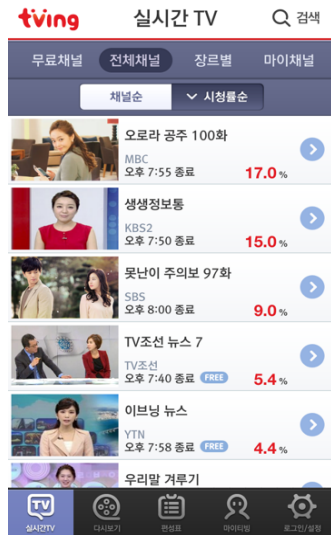 tving 실시간 TV 검색
무료채널 전체채널 장르별 마이채널
채널순 시청률순
오로라 공주 100화
MBC
오후 7:55 종료 17.0 %
생생정보통
KBS2
오후 7:50 종료 15.0 %
못난이 주의보 97화
SBS
오후 8:00 종료 9.0 %
TV조선 뉴스 7
TV조선
오후 7:40 종료 FREE 5.4 %
이브닝 뉴스
YTN
오후 7:58 종료 FREE 4.4 %
우리말 겨루기
TV
실시간TV 다시보기 편성표 마이티빙 로그인/설정